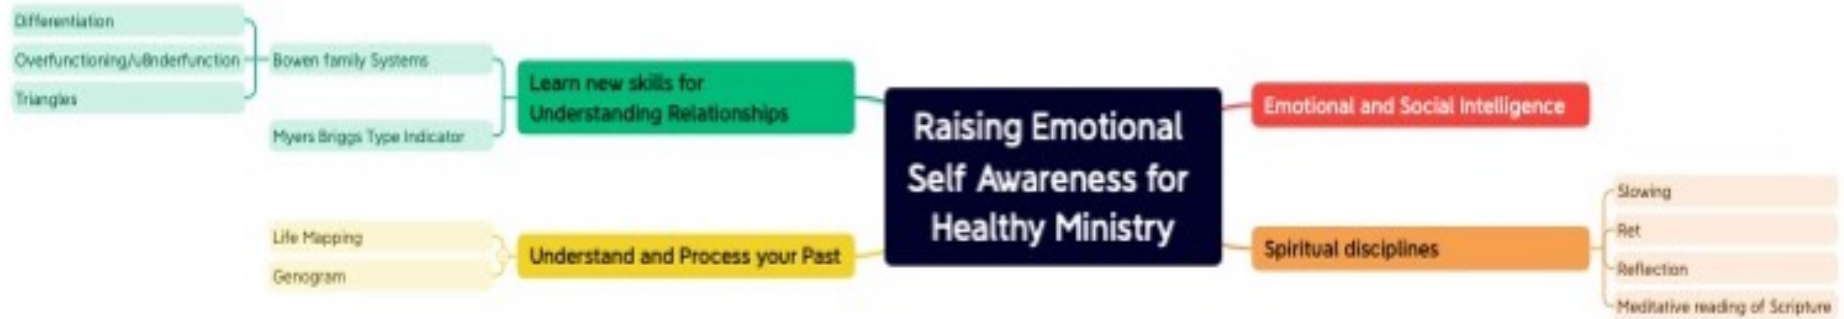 Differentiation
Overfunctioning/u8nderfunction
Triangles
Bowen family Systems
Myers Briggs Type Indicator
Learn new skills for
Understanding Relationships
Life Mapping
Genogram
Understand and Process your Past
Raising Emotional
Self Awareness for
Healthy Ministry
Emotional and Social Intelligence
Spiritual disciplines
Slowing
Ret
Reflection
Meditative reading of Scripture